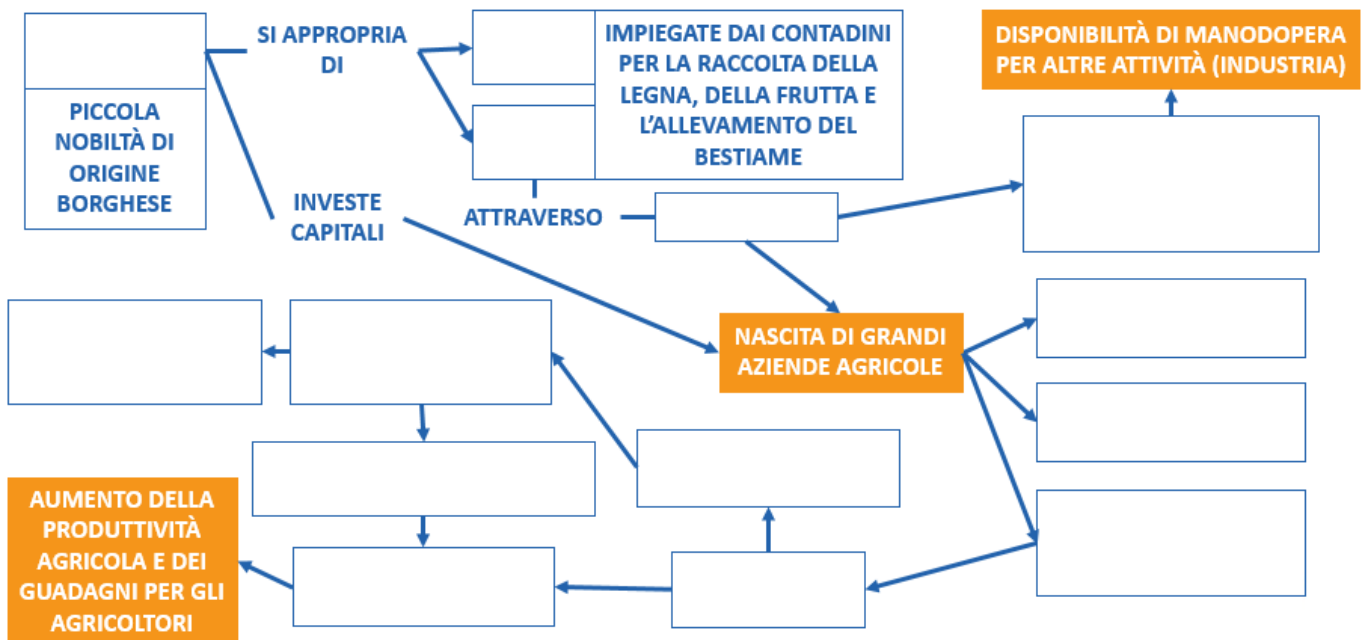 SI APPROPRIA
DI
IMPIEGATE DAI CONTADINI
PER LA RACCOLTA DELLA
LEGNA, DELLA FRUTTA E
L'ALLEVAMENTO DEL
BESTIAME
DISPONIBILITÀ DI MANODOPERA
PER ALTRE ATTIVITÀ (INDUSTRIA)
PICCOLA
NOBILTÀ DI
ORIGINE
BORGHESE
INVESTE
CAPITALI
ATTRAVERSO
NASCITA DI GRANDI
AZIENDE AGRICOLE
AUMENTO DELLA
PRODUTTIVITÀ
AGRICOLA E DEI
GUADAGNI PER GLI
AGRICOLTORI